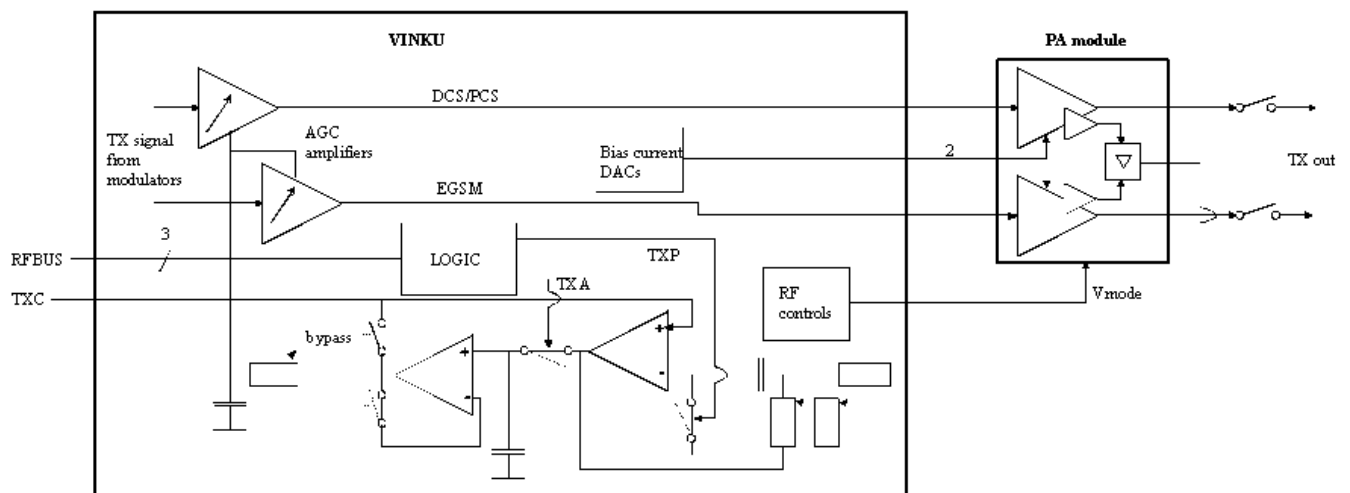 VINKU
PA module
DCS/PCS
TX signal
from
modulators
AGC
amplifiers
Bias current
DACs
2
TX out
EGSM
3
RFBUS
LOGIC
TXP
TXC
TXA
RF
controls
Vmode
bypass
+
-
+
-